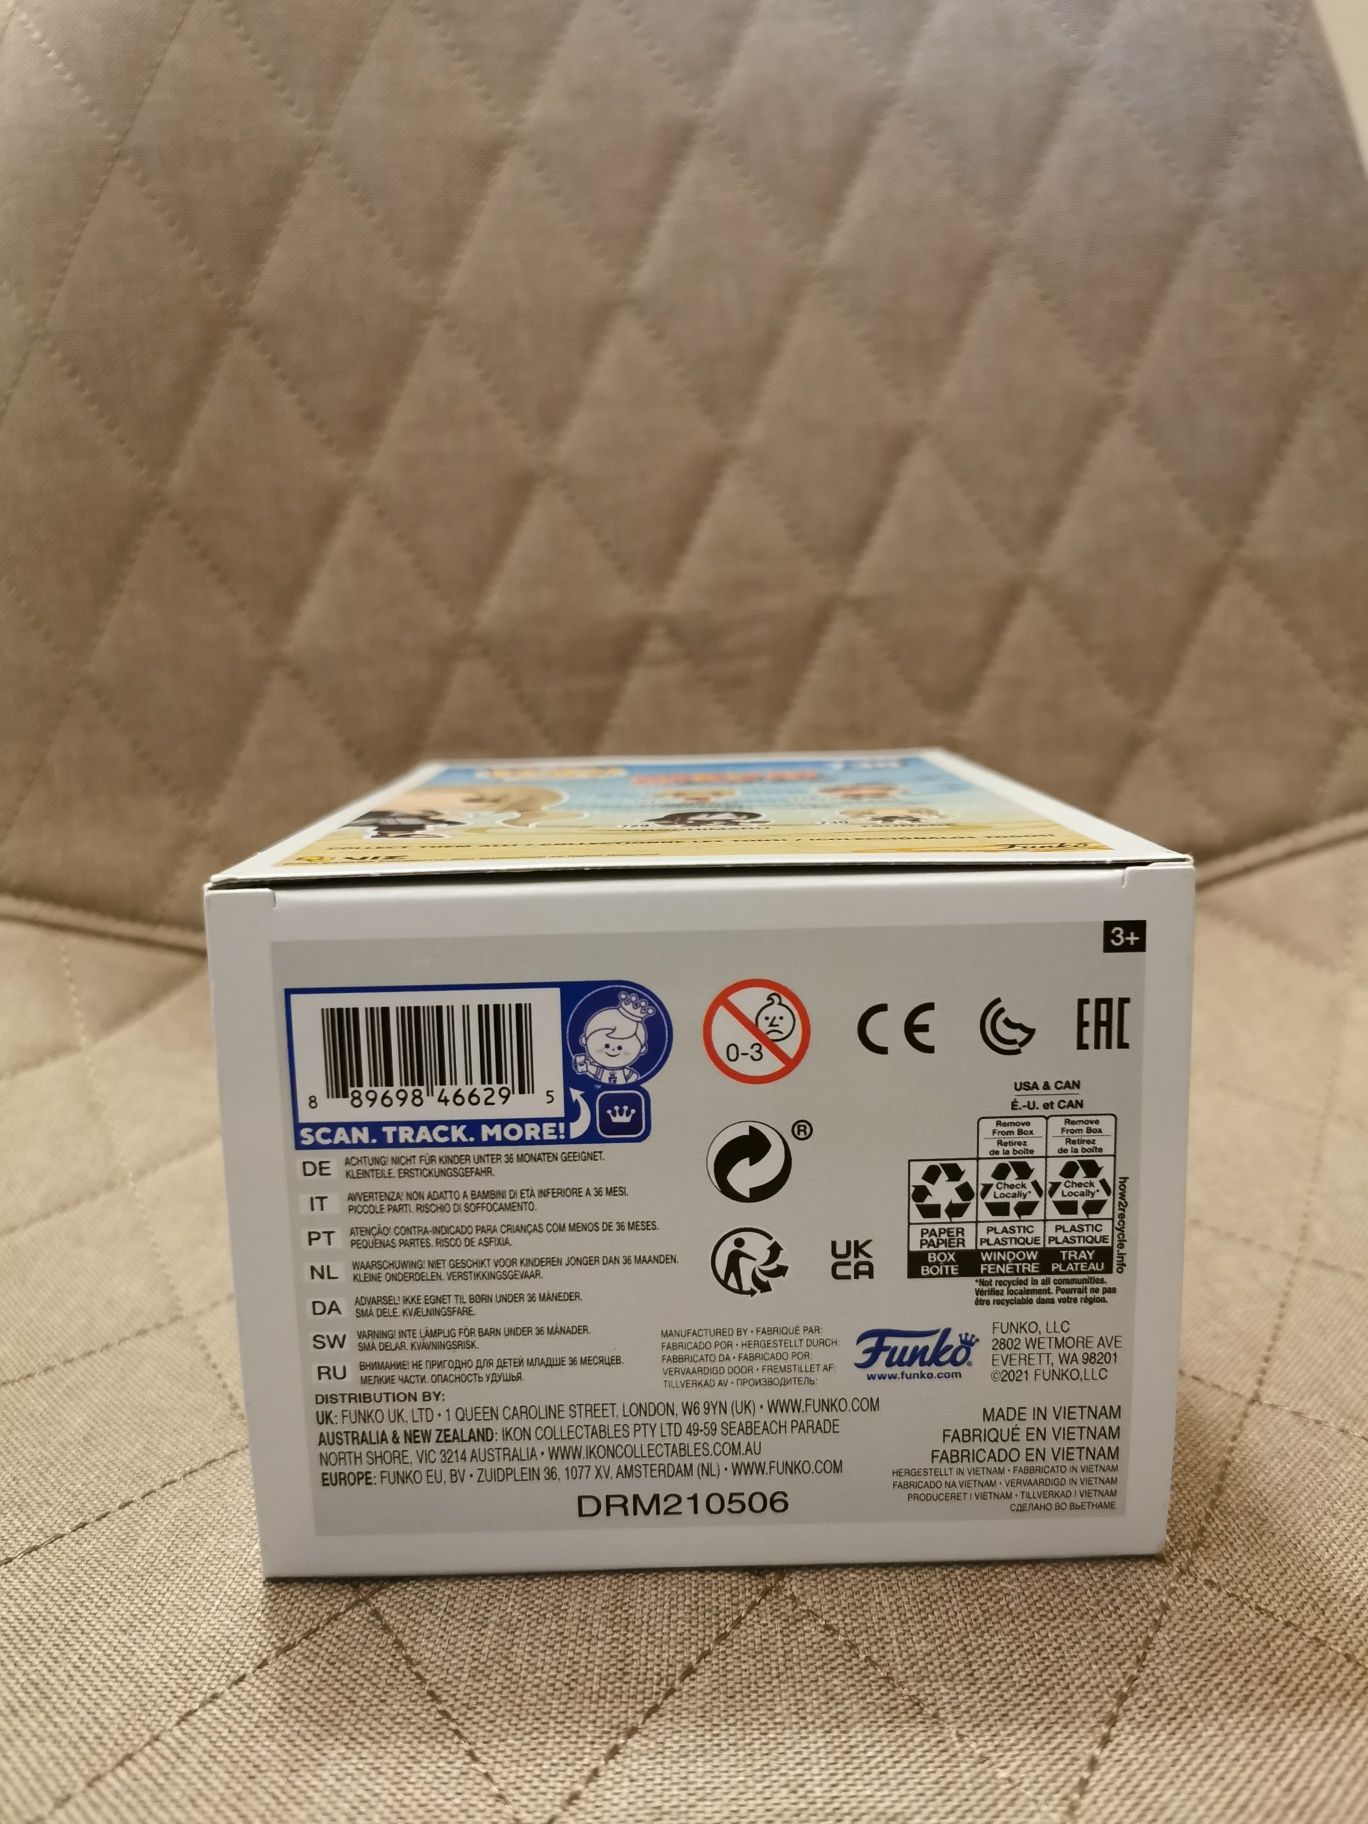 VIZ
Funko
3+
8 89698 46629 5
SCAN. TRACK. MORE!
™
0-3
CE
EAC
DE ACHTUNG! NICHT FÜR KINDER UNTER 36 MONATEN GEEIGNET.
KLEINTEILE. ERSTICKUNGSGEFAHR.
IT AVVERTENZA! NON ADATTO A BAMBINI DI ETÀ INFERIORE A 36 MESI.
PICCOLE PARTI. RISCHIO DI SOFFOCAMENTO.
PT ATENÇÃO! CONTRA-INDICADO PARA CRIANÇAS COM MENOS DE 36 MESES.
PEQUENAS PARTES. RISCO DE ASFIXIA.
NL WAARSCHUWING! NIET GESCHIKT VOOR KINDEREN JONGER DAN 36 MAANDEN.
KLEINE ONDERDELEN. VERSTIKKINGSGEVAAR.
DA ADVARSEL! IKKE EGNET TIL BØRN UNDER 36 MÅNEDER.
SMÅ DELE. KVÆLNINGSFARE.
SW VARNING! INTE LÄMPLIG FÖR BARN UNDER 36 MÅNADER.
SMÅ DELAR. KVÄVNINGSRISK.
RU ВНИМАНИЕ! НЕ ПРИГОДНО ДЛЯ ДЕТЕЙ МЛАДШЕ 36 МЕСЯЦЕВ.
МЕЛКИЕ ЧАСТИ. ОПАСНОСТЬ УДУШЬЯ.
®
UK
CA
USA & CAN
É.-U. et CAN
Remove
From Box
Retirez
de la boîte
Remove
From Box
Retirez
de la boîte
Check
Locally*
Check
Locally*
PAPER
PAPIER
PLASTIC
PLASTIQUE
PLASTIC
PLASTIQUE
BOX
BOÎTE
WINDOW
FENÊTRE
TRAY
PLATEAU
how2recycle.info
*Not recycled in all communities.
Vérifiez localement. Pourrait ne pas
être recyclable dans votre région.
MANUFACTURED BY • FABRIQUÉ PAR:
FABRICADO POR • HERGESTELLT DURCH:
FABBRICATO DA • FABRICADO POR:
VERVAARDIGD DOOR • FREMSTILLET AF:
TILLVERKAD AV • ПРОИЗВОДИТЕЛЬ:
Funko®
www.funko.com
FUNKO, LLC
2802 WETMORE AVE
EVERETT, WA 98201
©2021 FUNKO,LLC
DISTRIBUTION BY:
UK: FUNKO UK, LTD • 1 QUEEN CAROLINE STREET, LONDON, W6 9YN (UK) • WWW.FUNKO.COM
AUSTRALIA & NEW ZEALAND: IKON COLLECTABLES PTY LTD 49-59 SEABEACH PARADE
NORTH SHORE, VIC 3214 AUSTRALIA • WWW.IKONCOLLECTABLES.COM.AU
EUROPE: FUNKO EU, BV • ZUIDPLEIN 36, 1077 XV, AMSTERDAM (NL) • WWW.FUNKO.COM
DRM210506
MADE IN VIETNAM
FABRIQUÉ EN VIETNAM
FABRICADO EN VIETNAM
HERGESTELLT IN VIETNAM • FABBRICATO IN VIETNAM
FABRICADO NA VIETNAM • VERVAARDIGD IN VIETNAM
PRODUCERET I VIETNAM • TILLVERKAD I VIETNAM
СДЕЛАНО ВО ВЬЕТНАМЕ